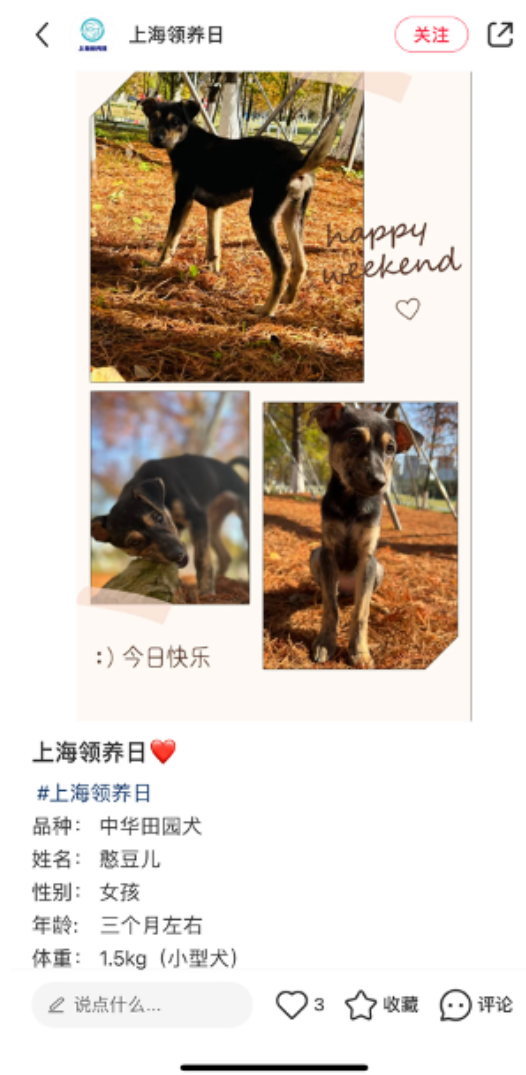 上海领养日
关注
happy
weekend
:) 今日快乐
上海领养日❤️
#上海领养日
品种： 中华田园犬
姓名： 憨豆儿
性别： 女孩
年龄: 三个月左右
体重： 1.5kg（小型犬）
说点什么...
3
收藏
评论